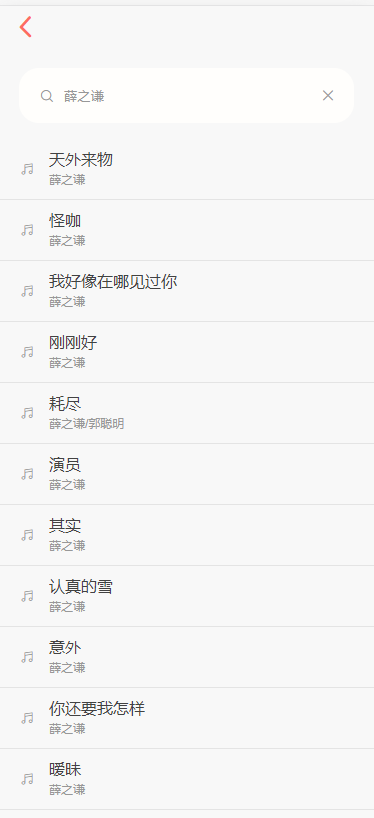 薛之谦
天外来物
薛之谦
怪咖
薛之谦
我好像在哪见过你
薛之谦
刚刚好
薛之谦
耗尽
薛之谦/郭聪明
演员
薛之谦
其实
薛之谦
认真的雪
薛之谦
意外
薛之谦
你还要我怎样
薛之谦
暧昧
薛之谦